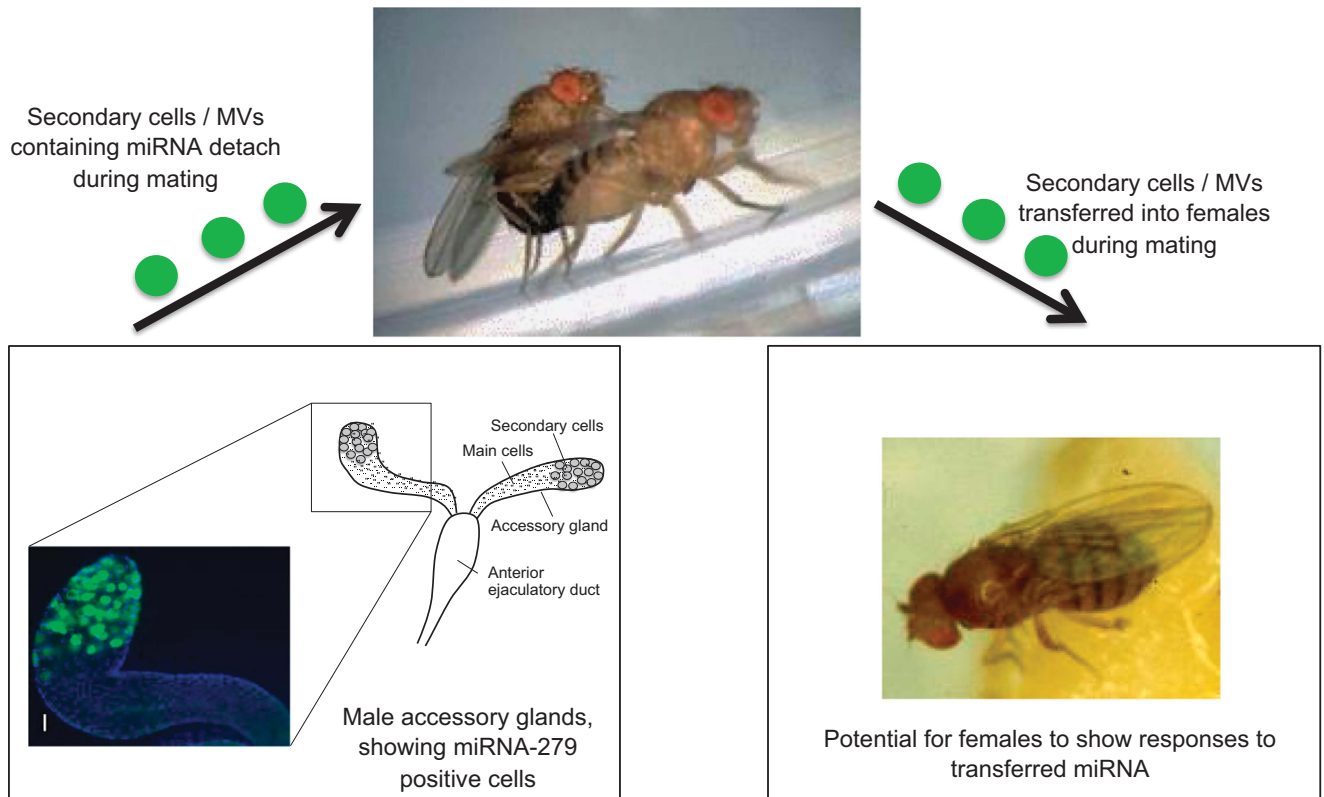 Secondary cells / MVs
containing miRNA detach
during mating
Secondary cells / MVs
transferred into females
during mating
Secondary cells
Main cells
Accessory gland
Anterior
ejaculatory duct
Male accessory glands,
showing miRNA-279
positive cells
Potential for females to show responses to
transferred miRNA